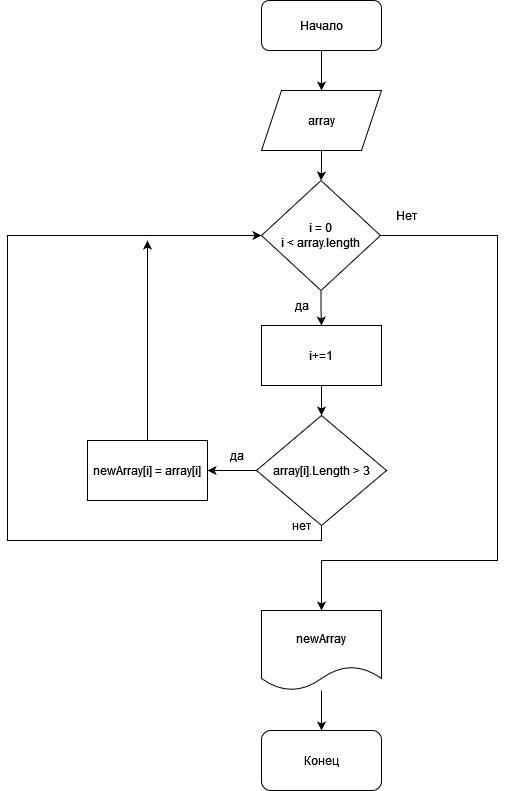 Начало
array
i = 0
i < array.length
Нет
да
i+=1
array[i].Length > 3
да
newArray[i] = array[i]
нет
newArray
Конец